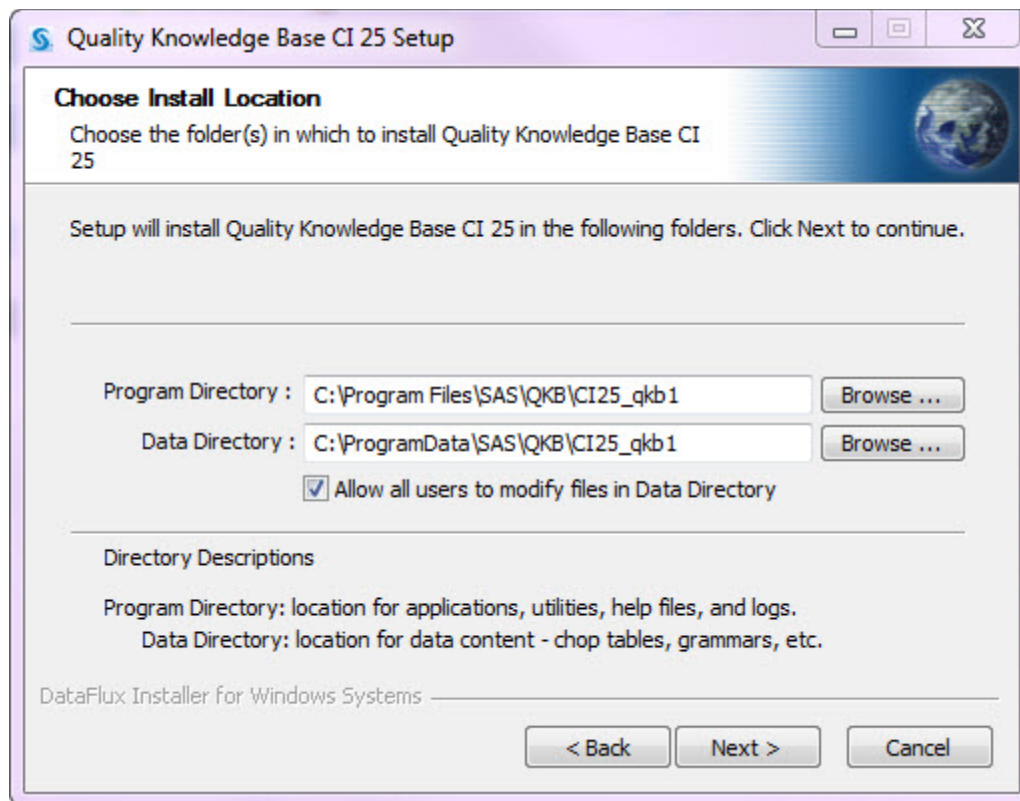 Quality Knowledge Base CI 25 Setup
Choose Install Location
Choose the folder(s) in which to install Quality Knowledge Base CI
25
Setup will install Quality Knowledge Base CI 25 in the following folders. Click Next to continue.
Program Directory : C:\Program Files\SAS\QKB\CI25_qkb1 Browse ...
Data Directory : C:\ProgramData\SAS\QKB\CI25_qkb1 Browse ...
Allow all users to modify files in Data Directory
Directory Descriptions
Program Directory: location for applications, utilities, help files, and logs.
Data Directory: location for data content - chop tables, grammars, etc.
DataFlux Installer for Windows Systems
< Back Next > Cancel